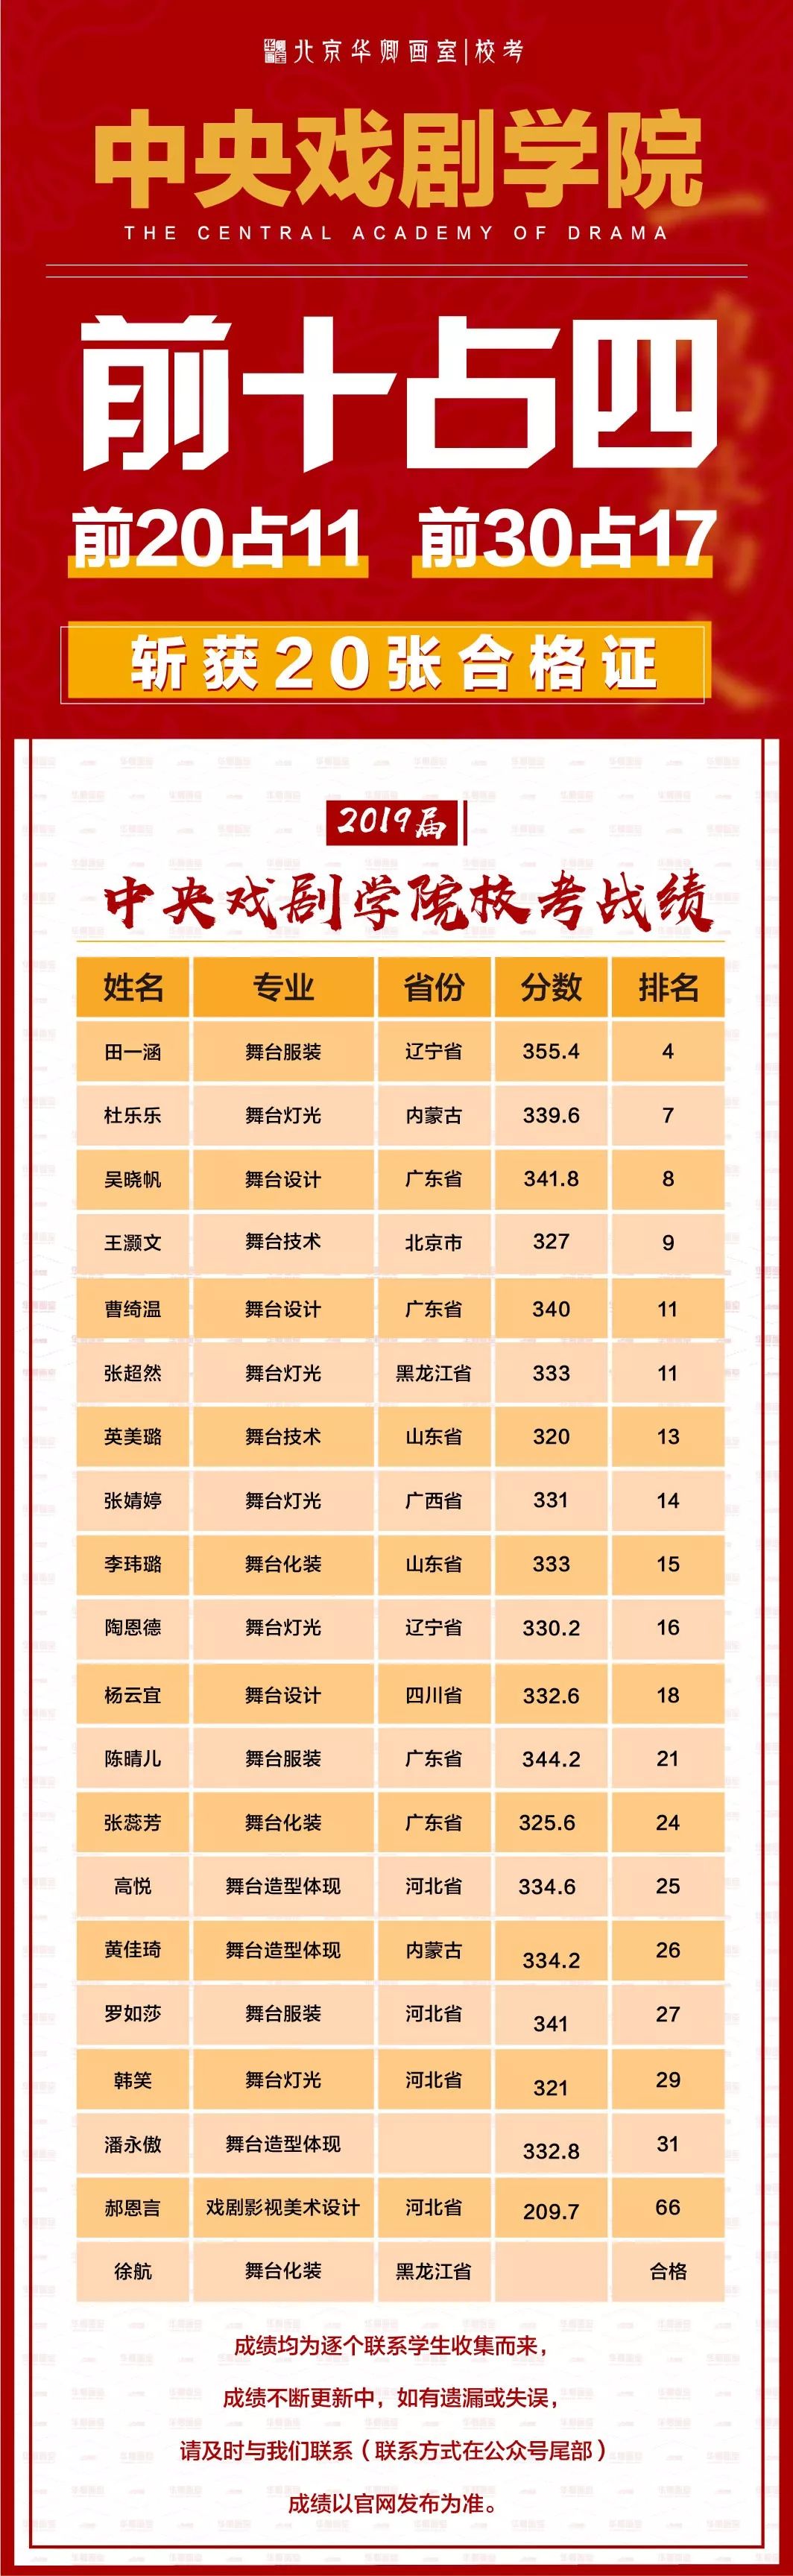 北京华卿画室|校考
中央戏剧学院
THE CENTRAL ACADEMY OF DRAMA
前十占四
前20占11 前30占17
斩获20张合格证
2019届
中央戏剧学院校考战绩
姓名 专业 省份 分数 排名
田一涵 舞台服装 辽宁省 355.4 4
杜乐乐 舞台灯光 内蒙古 339.6 7
吴晓帆 舞台设计 广东省 341.8 8
王灏文 舞台技术 北京市 327 9
曹绮温 舞台设计 广东省 340 11
张超然 舞台灯光 黑龙江省 333 11
英美璐 舞台技术 山东省 320 13
张婧婷 舞台灯光 广西省 331 14
李玮璐 舞台化装 山东省 333 15
陶恩德 舞台灯光 辽宁省 330.2 16
杨云宜 舞台设计 四川省 332.6 18
陈晴儿 舞台服装 广东省 344.2 21
张蕊芳 舞台化装 广东省 325.6 24
高悦 舞台造型体现 河北省 334.6 25
黄佳琦 舞台造型体现 内蒙古 334.2 26
罗如莎 舞台服装 河北省 341 27
韩笑 舞台灯光 河北省 321 29
潘永傲 舞台造型体现 332.8 31
郝恩言 戏剧影视美术设计 河北省 209.7 66
徐航 舞台化装 黑龙江省 合格
成绩均为逐个联系学生收集而来，
成绩不断更新中，如有遗漏或失误，
请及时与我们联系（联系方式在公众号尾部）
成绩以官网发布为准。